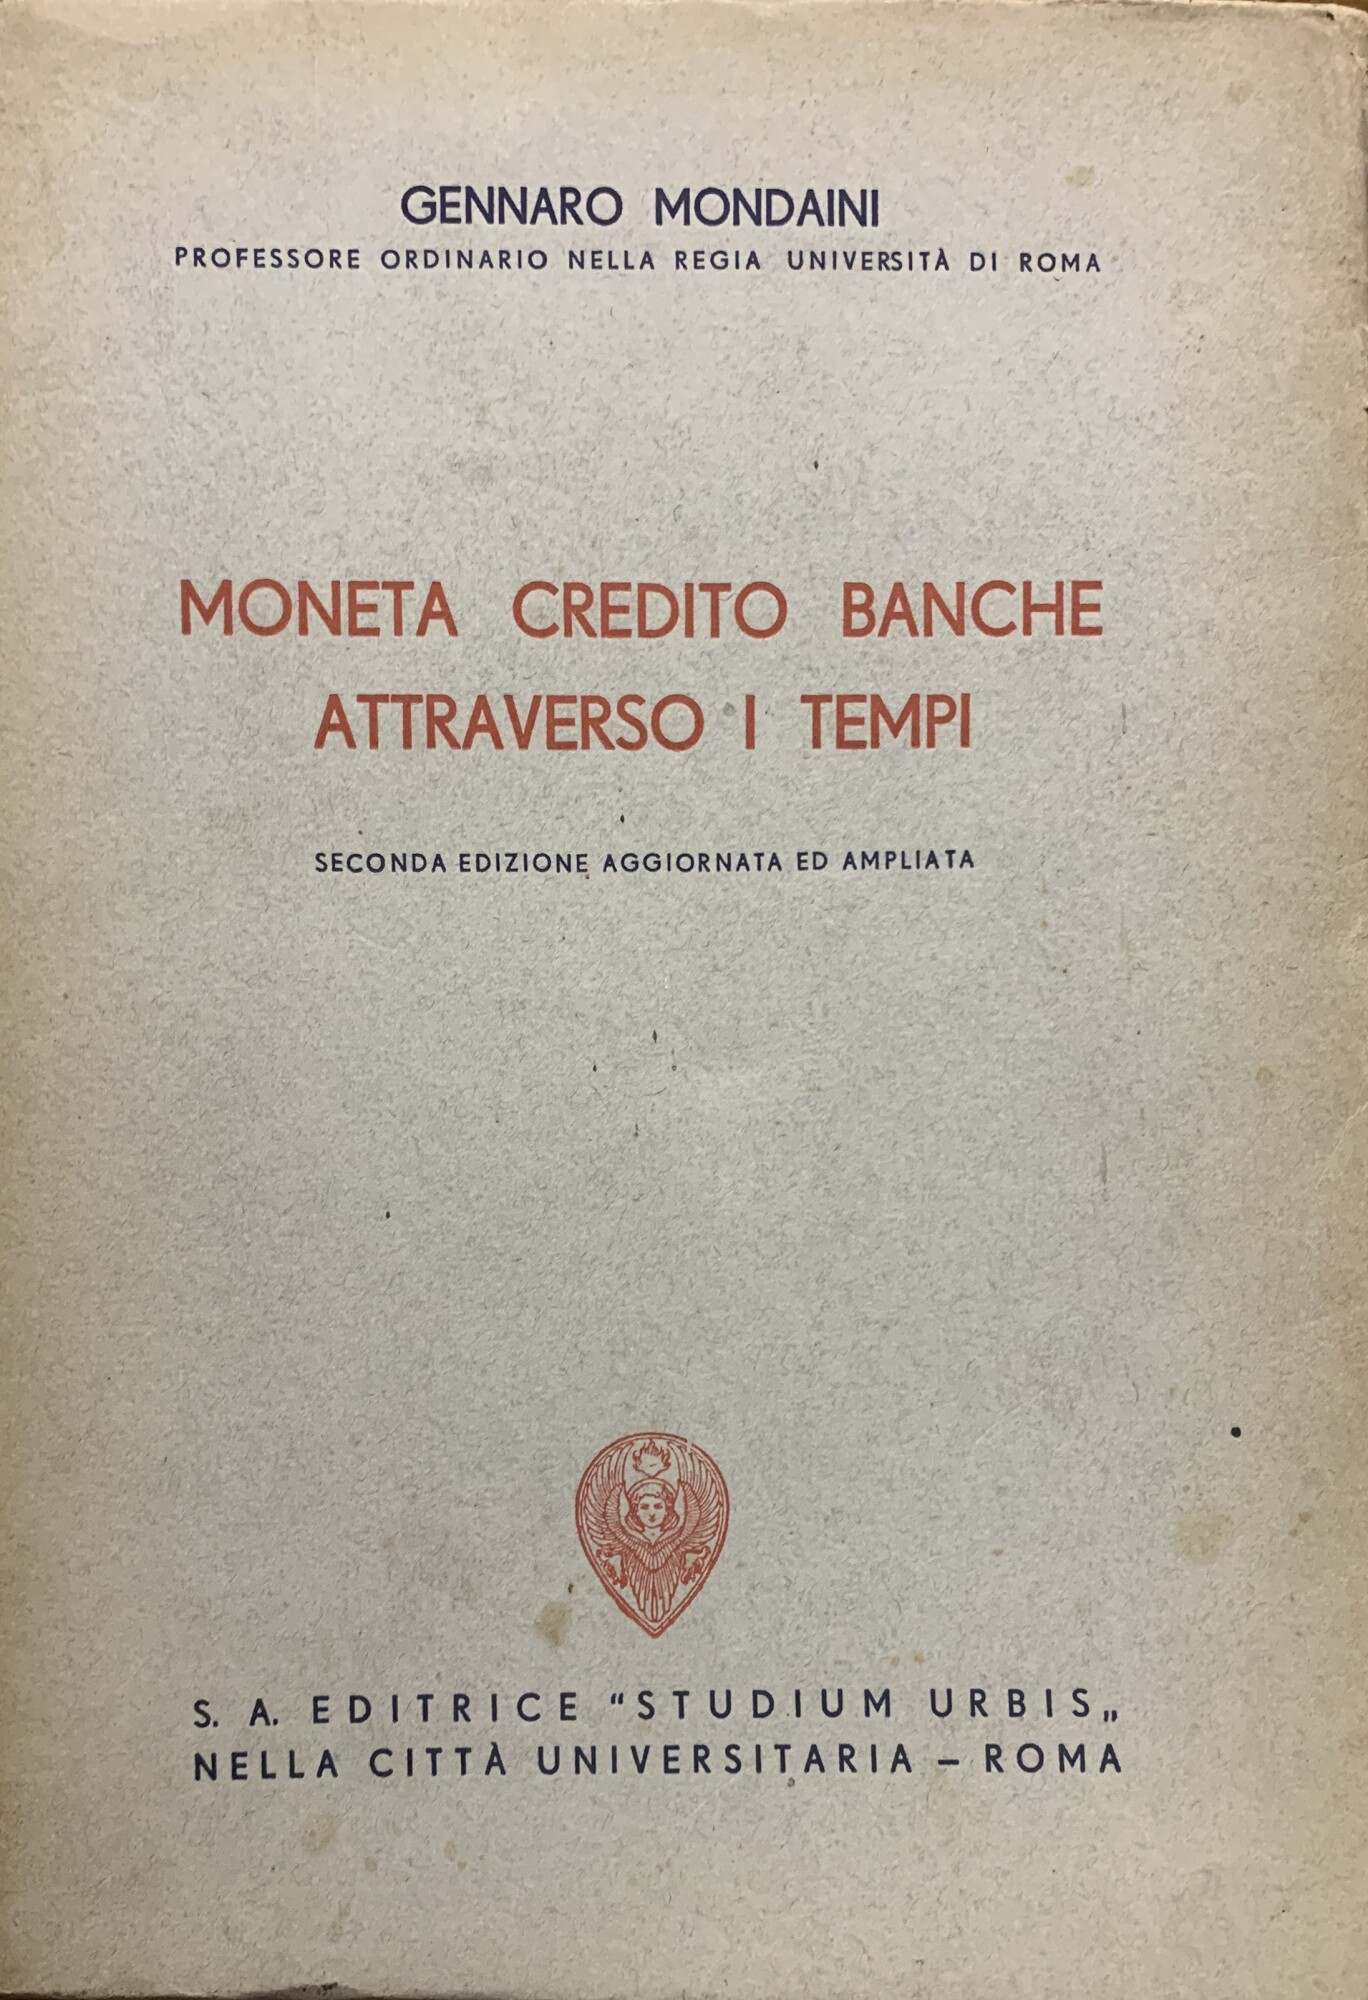 GENNARO MONDAINI
PROFESSORE ORDINARIO NELLA REGIA UNIVERSITÀ DI ROMA
MONETA CREDITO BANCHE
ATTRAVERSO I TEMPI
SECONDA EDIZIONE AGGIORNATA ED AMPLIATA
S. A. EDITRICE "STUDIUM URBIS„
NELLA CITTÀ UNIVERSITARIA – ROMA